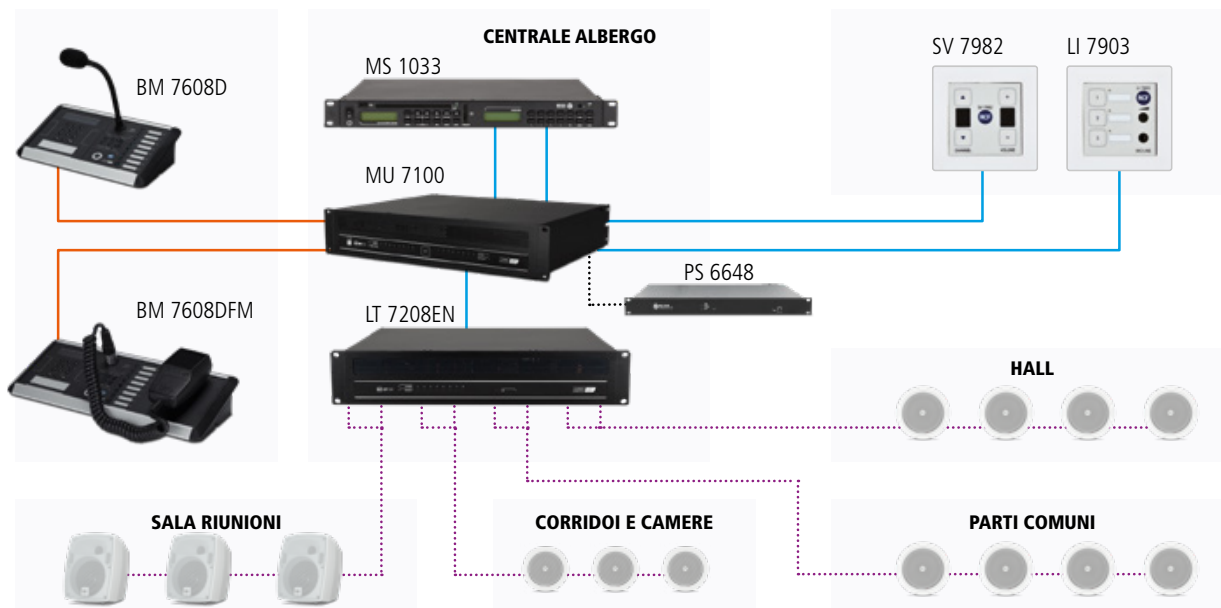 CENTRALE ALBERGO
BM 7608D
MS 1033
SV 7982
LI 7903
MU 7100
PS 6648
BM 7608DFM
LT 7208EN
HALL
SALA RIUNIONI
CORRIDOI E CAMERE
PARTI COMUNI